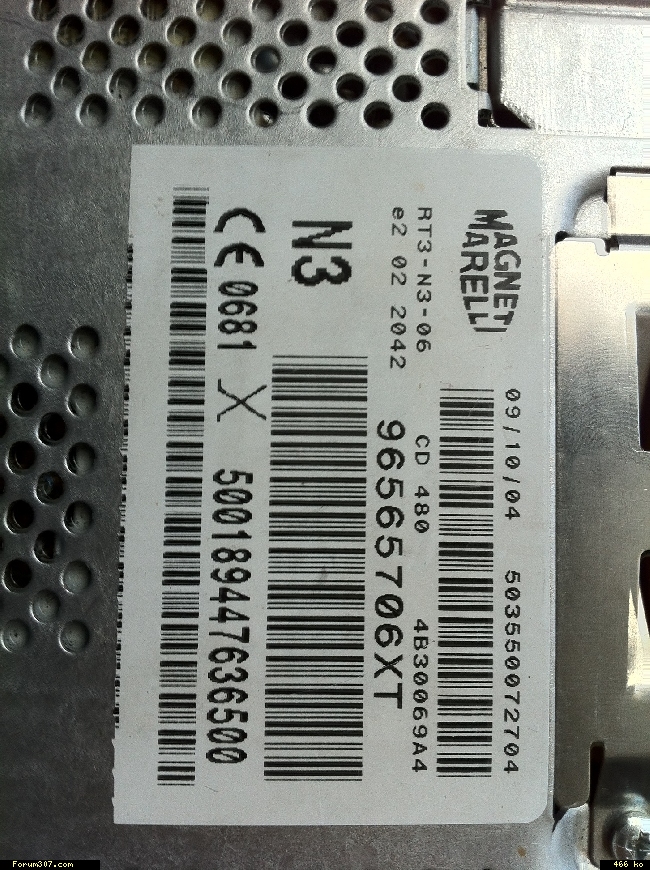 MAGNETI
MARELLI
09/10/04 503550072704
RT3-N3-06 CD 480 4B30069A4
e2 02 2042 96565706XT
N3
CE 0681 X 5001894477636500
Forum307.com
466 ko